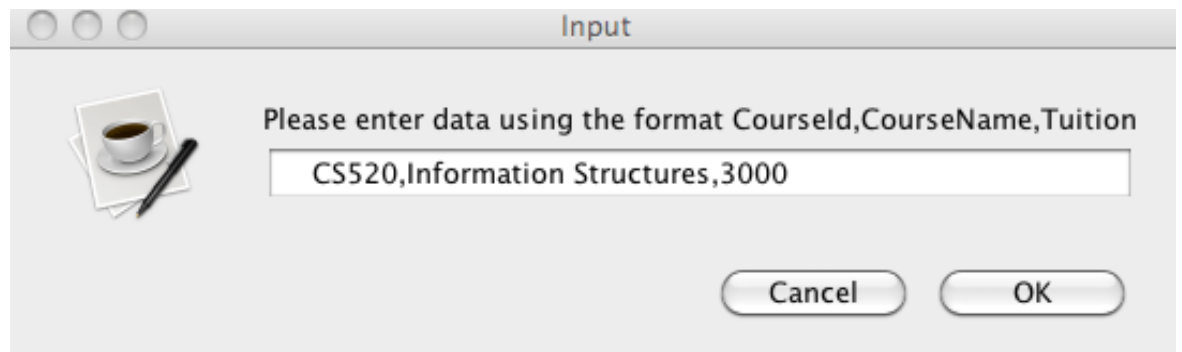 Input
Please enter data using the format CourseId,CourseName,Tuition
CS520,Information Structures,3000
Cancel OK